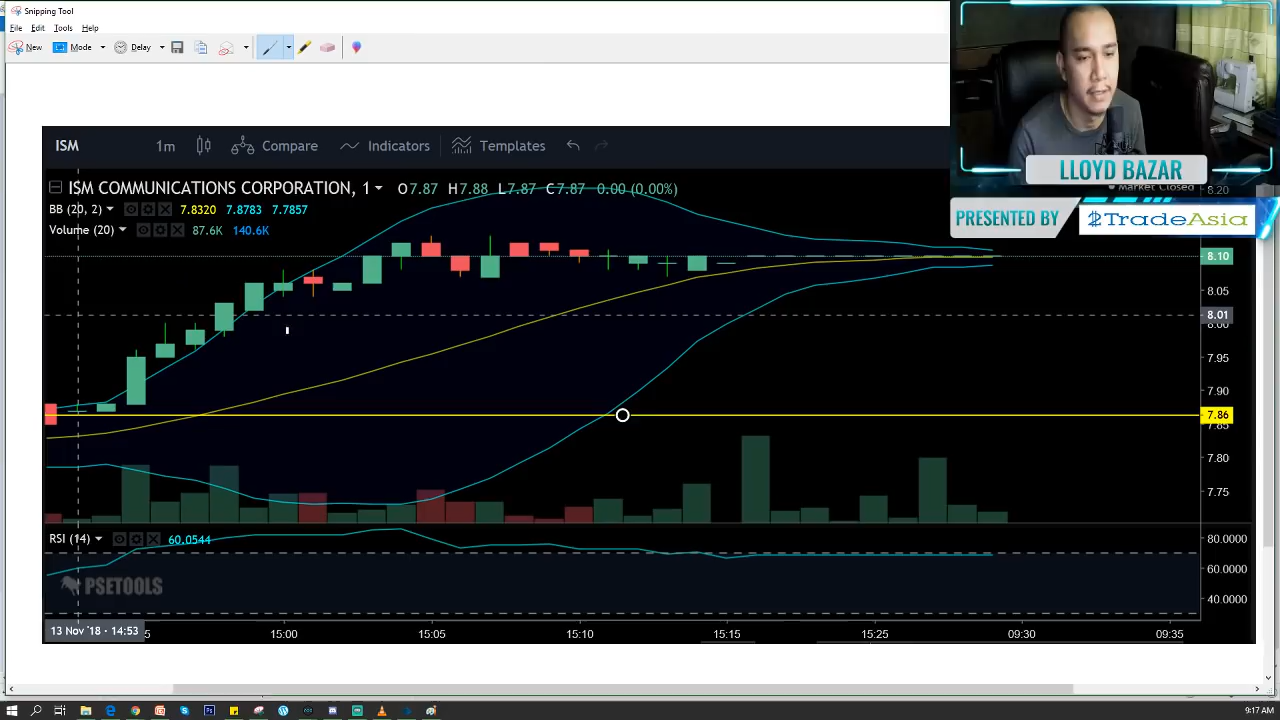 Snipping Tool
File Edit Tools Help
New Mode Delay
ISM 1m Compare Indicators Templates
ISM COMMUNICATIONS CORPORATION, 1 O7.87 H7.88 L7.87 C7.87 0.00 (0.00%)
BB (20, 2) 7.8320 7.8783 7.7857
Volume (20) 87.6K 140.6K
LLOYD BAZAR
Market Closed
8.20
PRESENTED BY TradeAsia
8.10
8.05
8.01
8.00
7.95
7.90
7.86
7.85
7.80
7.75
RSI (14) 60.0544
80.0000
60.0000
40.0000
PSETOOLS
13 Nov '18 - 14:53 5 15:00 15:05 15:10 15:15 15:25 09:30 09:35
9:17 AM